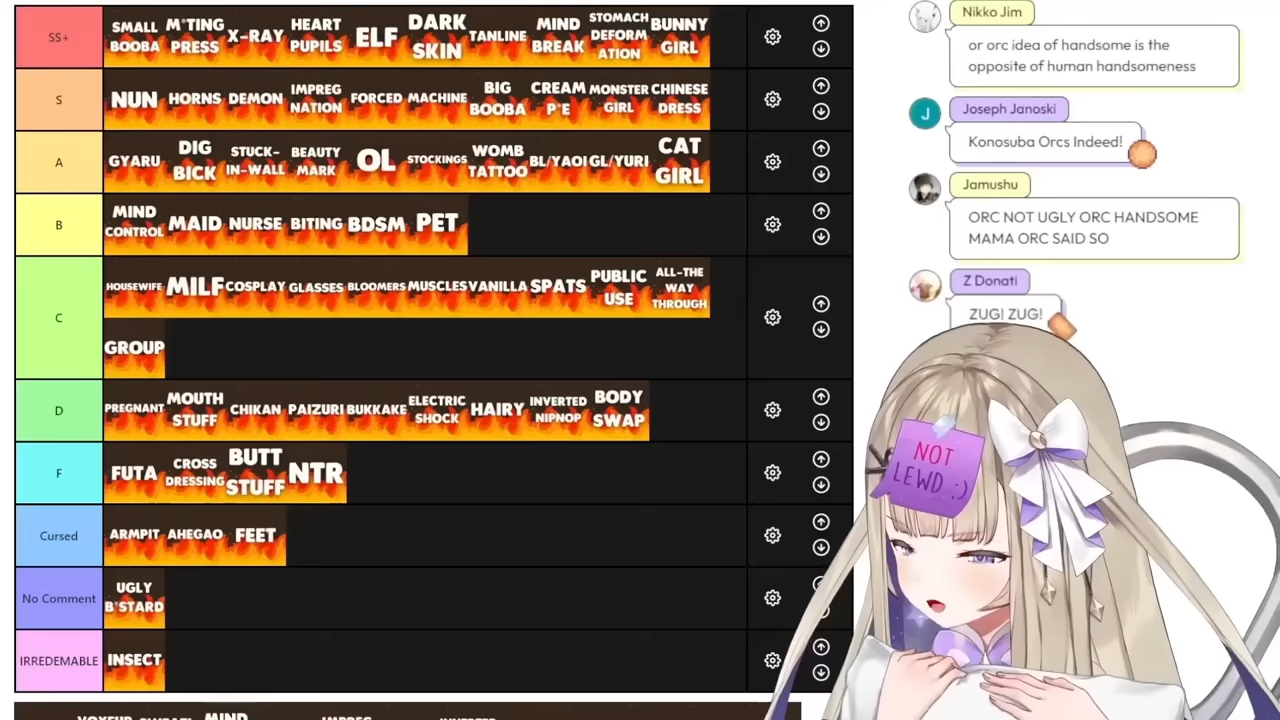 SS+
SMALL BOOBA
M*TING PRESS
X-RAY
HEART PUPILS
ELF
DARK SKIN
TANLINE
MIND BREAK
STOMACH DEFORM ATION
BUNNY GIRL
S
NUN
HORNS
DEMON
IMPREG NATION
FORCED
MACHINE
BIG BOOBA
CREAM P*E
MONSTER GIRL
CHINESE DRESS
A
GYARU
DIG BICK
STUCK-IN-WALL
BEAUTY MARK
OL
STOCKINGS
WOMB TATTOO
BL/YAOI
GL/YURI
CAT GIRL
B
MIND CONTROL
MAID
NURSE
BITING
BDSM
PET
C
HOUSEWIFE
MILF
COSPLAY
GLASSES
BLOOMERS
MUSCLES
VANILLA
SPATS
PUBLIC USE
ALL-THE WAY THROUGH
GROUP
D
PREGNANT
MOUTH STUFF
CHIKAN
PAIZURI
BUKKAKE
ELECTRIC SHOCK
HAIRY
INVERTED NIPNOP
BODY SWAP
F
FUTA
CROSS DRESSING
BUTT STUFF
NTR
Cursed
ARMPIT
AHEGAO
FEET
No Comment
UGLY B*STARD
IRREDEMABLE
INSECT
MIND
Nikko Jim
or orc idea of handsome is the
opposite of human handsomeness
J
Joseph Janoski
Konosuba Orcs Indeed!
Jamushu
ORC NOT UGLY ORC HANDSOME
MAMA ORC SAID SO
Z Donati
ZUG! ZUG!
NOT
LEWD :)